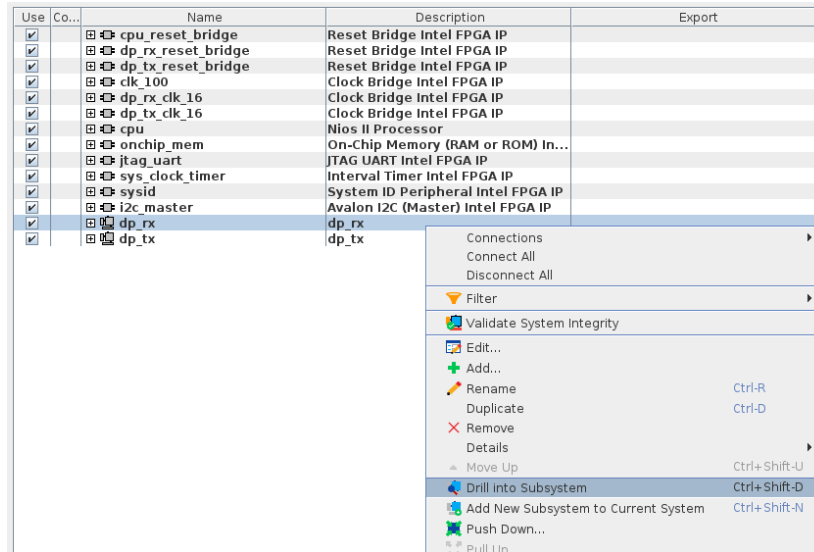 Use Co... Name Description Export
cpu_reset_bridge Reset Bridge Intel FPGA IP
dp_rx_reset_bridge Reset Bridge Intel FPGA IP
dp_tx_reset_bridge Reset Bridge Intel FPGA IP
clk_100 Clock Bridge Intel FPGA IP
dp_rx_clk_16 Clock Bridge Intel FPGA IP
dp_tx_clk_16 Clock Bridge Intel FPGA IP
cpu Nios II Processor
onchip_mem On-Chip Memory (RAM or ROM) In...
jtag_uart JTAG UART Intel FPGA IP
sys_clock_timer Interval Timer Intel FPGA IP
sysid System ID Peripheral Intel FPGA IP
i2c_master Avalon I2C (Master) Intel FPGA IP
dp_rx dp_rx
dp_tx dp_tx
Connections
Connect All
Disconnect All
Filter
Validate System Integrity
Edit...
Add...
Rename Ctrl-R
Duplicate Ctrl-D
Remove
Details
Move Up Ctrl+Shift-U
Drill into Subsystem Ctrl+Shift-D
Add New Subsystem to Current System Ctrl+Shift-N
Push Down...
Pull Up